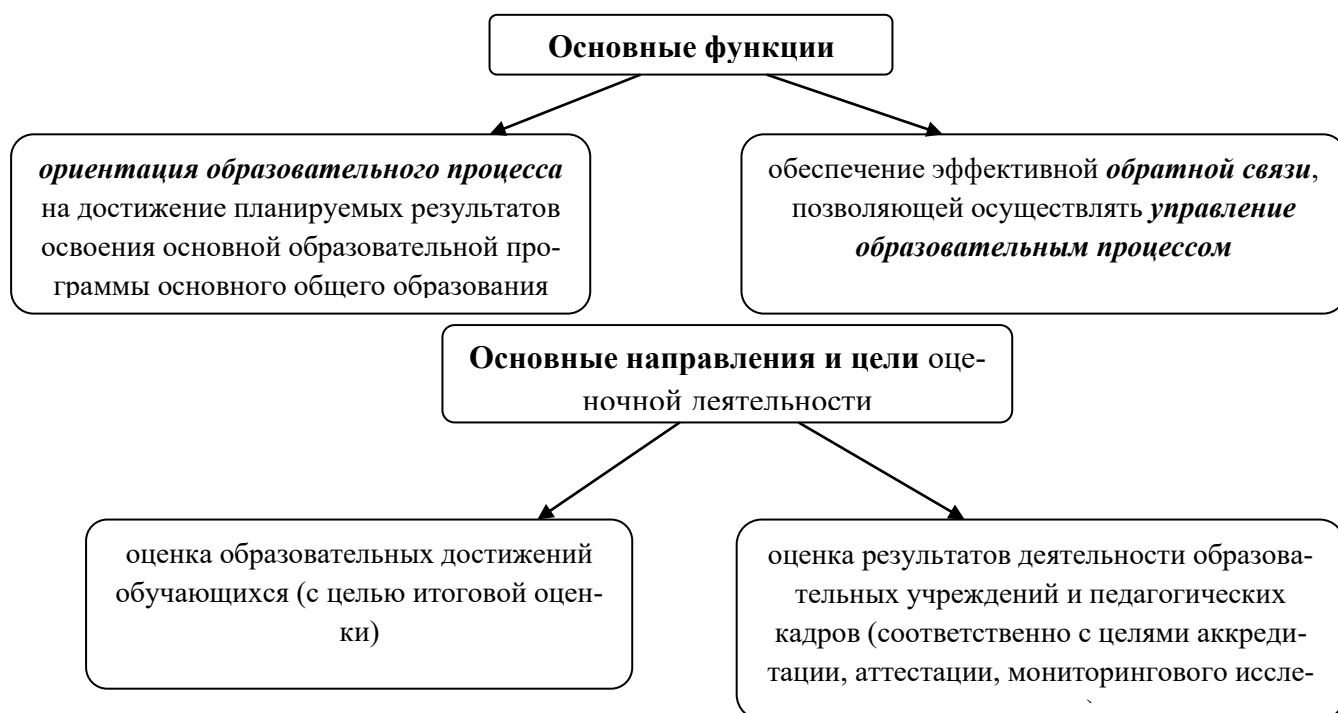 Основные функции
ориентация образовательного процесса
на достижение планируемых результатов
освоения основной образовательной про-
граммы основного общего образования
обеспечение эффективной обратной связи,
позволяющей осуществлять управление
образовательным процессом
Основные направления и цели оце-
ночной деятельности
оценка образовательных достижений
обучающихся (с целью итоговой оцен-
ки)
оценка результатов деятельности образова-
тельных учреждений и педагогических
кадров (соответственно с целями аккреди-
тации, аттестации, мониторингового иссле-